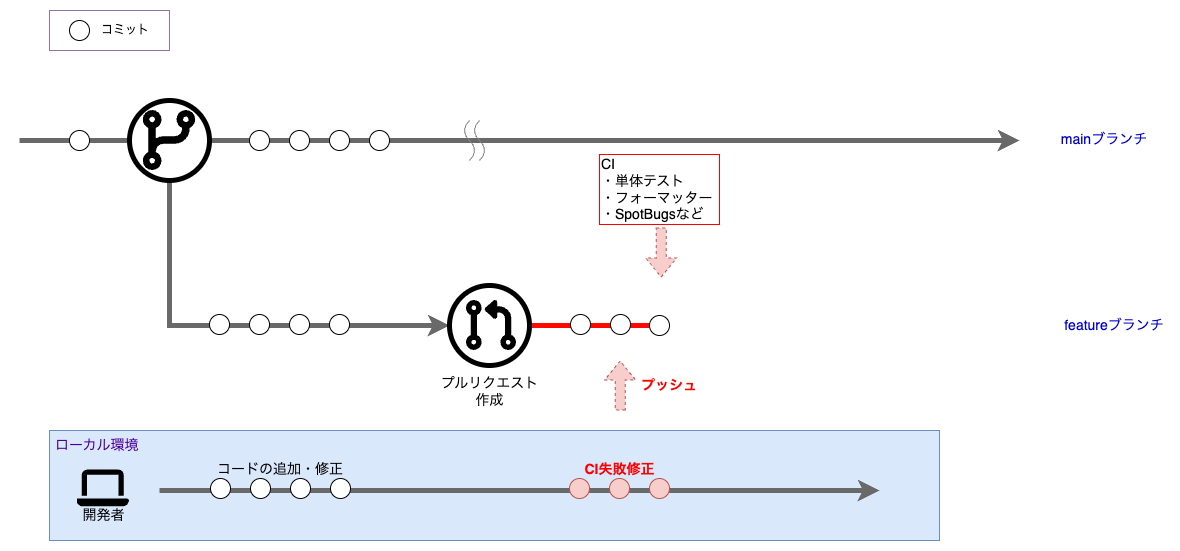 コミット
mainブランチ
CI
・単体テスト
・フォーマッター
・SpotBugsなど
featureブランチ
プルリクエスト
作成
プッシュ
ローカル環境
コードの追加・修正
CI失敗修正
開発者